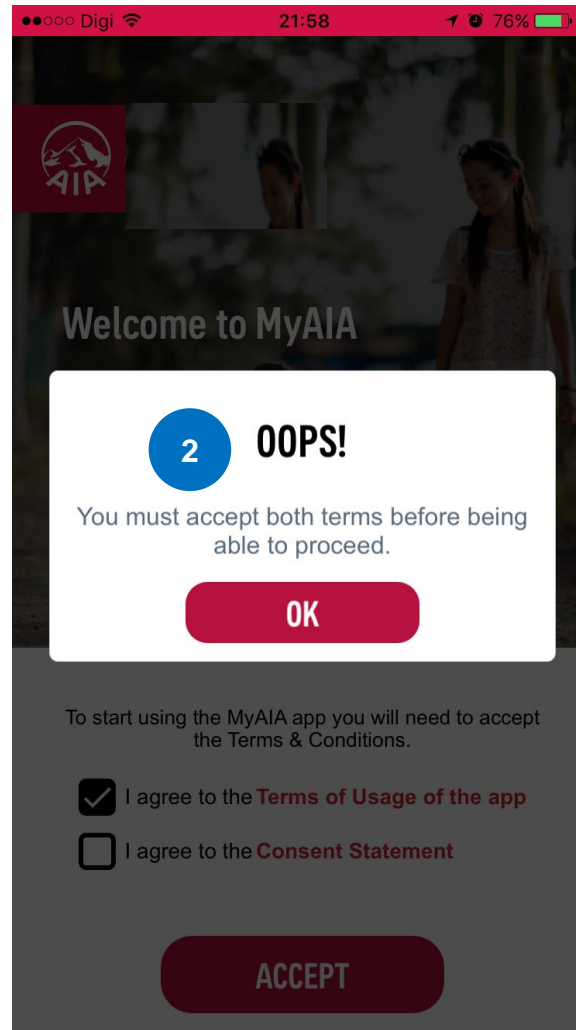 Digi 21:58 76%
AIA
Welcome to MyAIA
2 OOPS!
You must accept both terms before being
able to proceed.
OK
To start using the MyAIA app you will need to accept
the Terms & Conditions.
I agree to the Terms of Usage of the app
I agree to the Consent Statement
ACCEPT